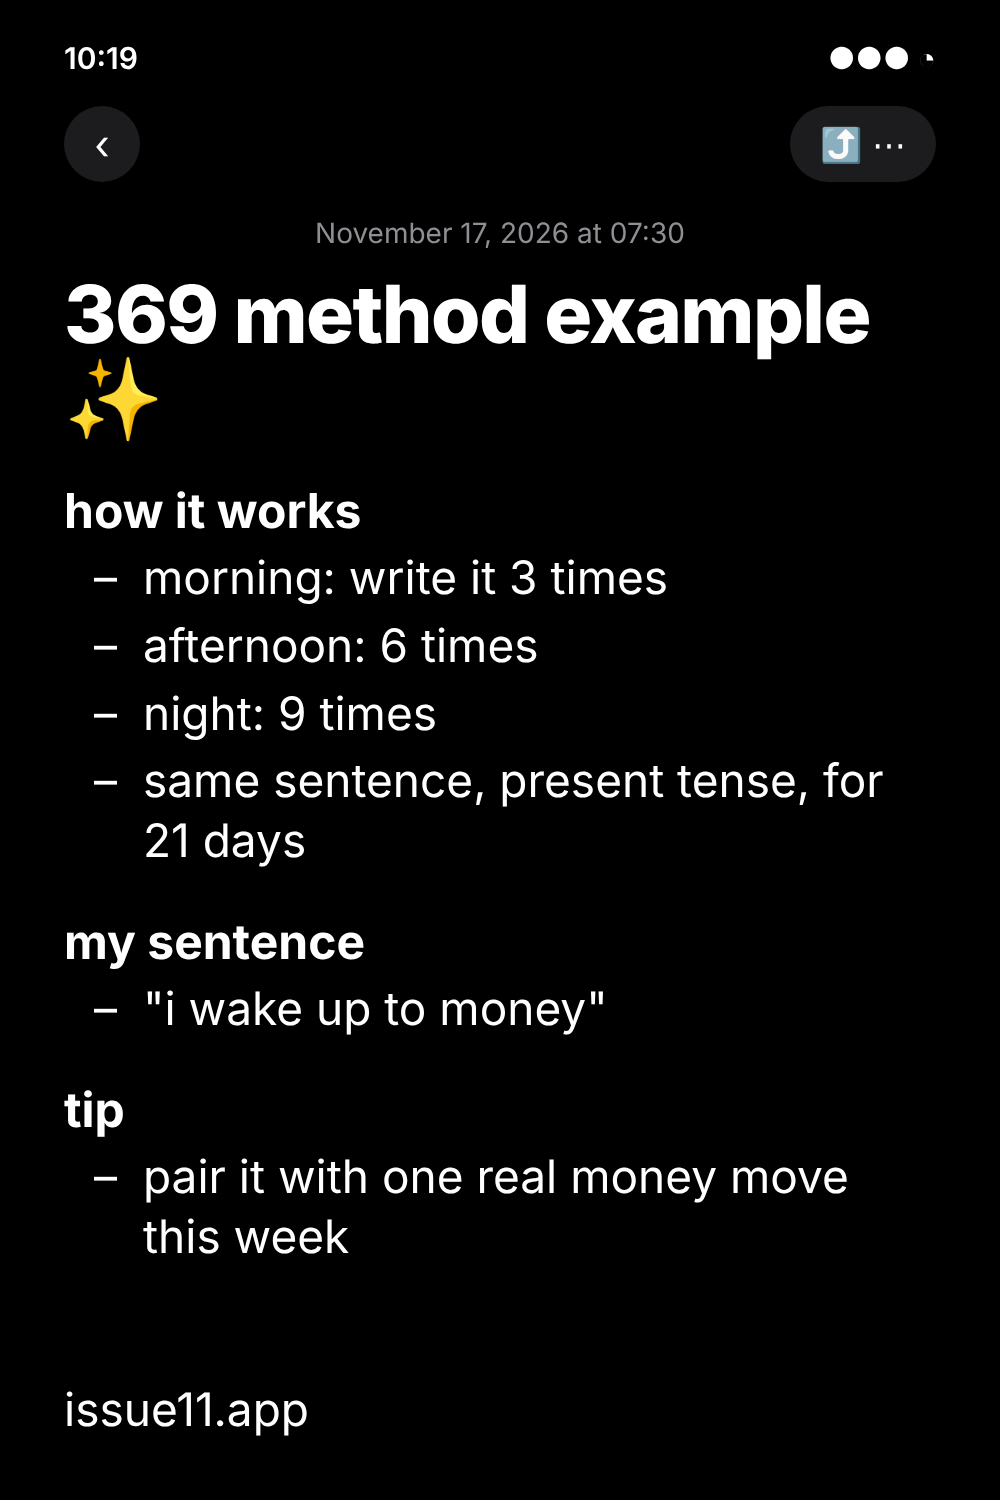 10:19
November 17, 2026 at 07:30
369 method example
✨
how it works
– morning: write it 3 times
– afternoon: 6 times
– night: 9 times
– same sentence, present tense, for
21 days
my sentence
– "i wake up to money"
tip
– pair it with one real money move
this week
issue11.app